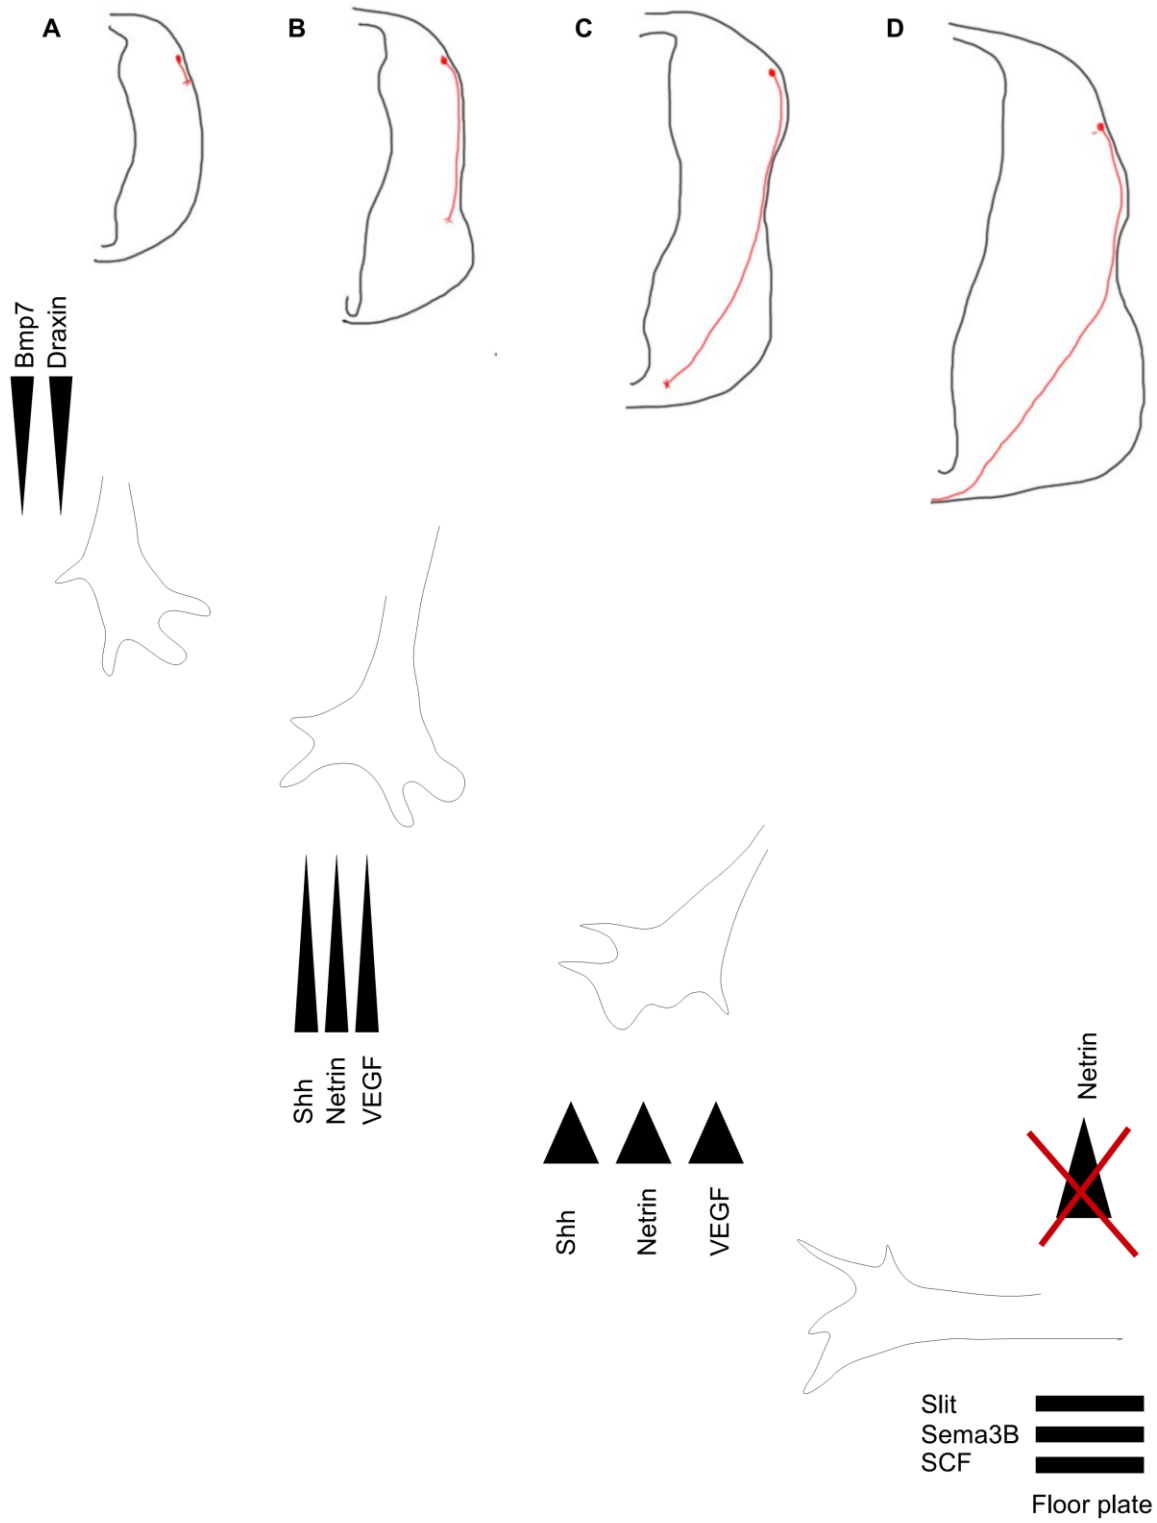 A
B
C
D
Bmp7
Draxin
Shh
Netrin
VEGF
Shh
Netrin
VEGF
Netrin
Slit
Sema3B
SCF
Floor plate